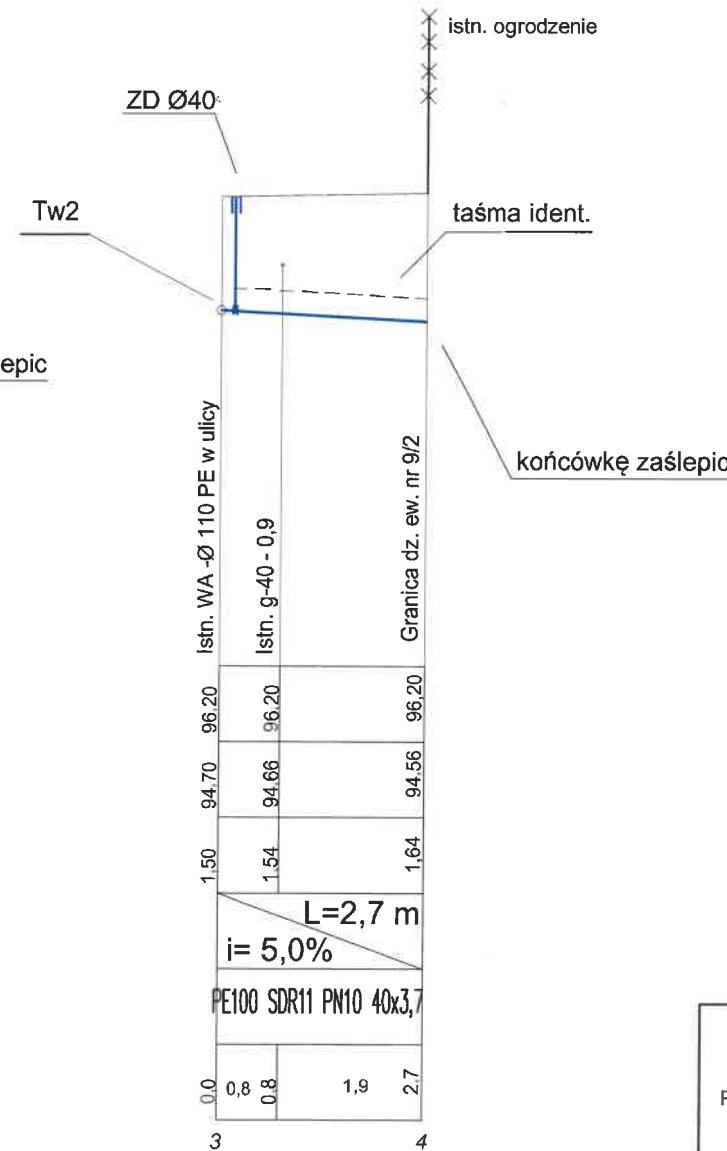 istn. ogrodzenie
ZD Ø40
Tw2
taśma ident.
epic
końcówkę zaślepic
Istn. WA -Ø 110 PE w ulicy
Istn. g-40 - 0,9
Granica dz. ew. nr 9/2
96,20 96,20 96,20
94,70 94,66 94,56
1,50 1,54 1,64
L=2,7 m
i= 5,0%
PE100 SDR11 PN10 40x3,7
0,0 0,8 0,8 1,9 2,7
3 4